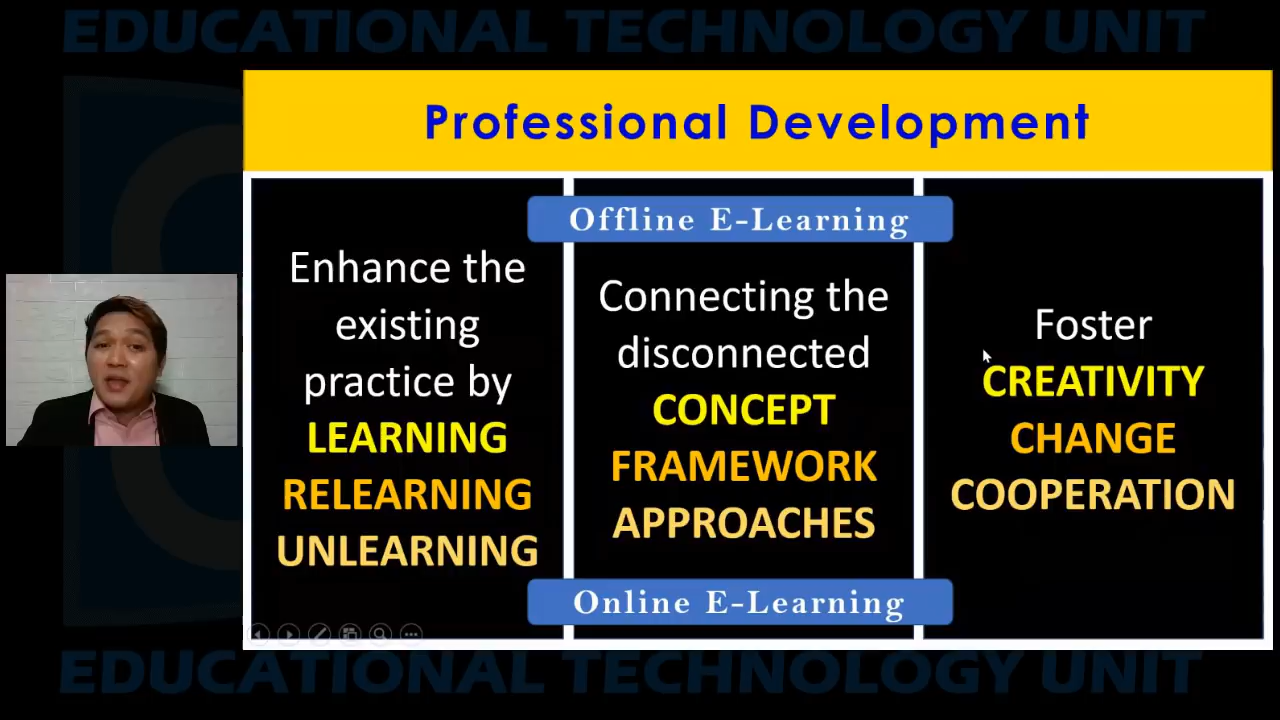 EDUCATIONAL TECHNOLOGY UNIT
Professional Development
Offline E-Learning
Enhance the
existing
practice by
LEARNING
RELEARNING
UNLEARNING
Connecting the
disconnected
CONCEPT
FRAMEWORK
APPROACHES
Foster
CREATIVITY
CHANGE
COOPERATION
Online E-Learning
EDUCATIONAL TECHNOLOGY UNIT